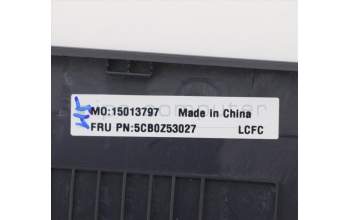 MO:15013797 Made in China
FRU PN:5CB0Z53027 LCFC